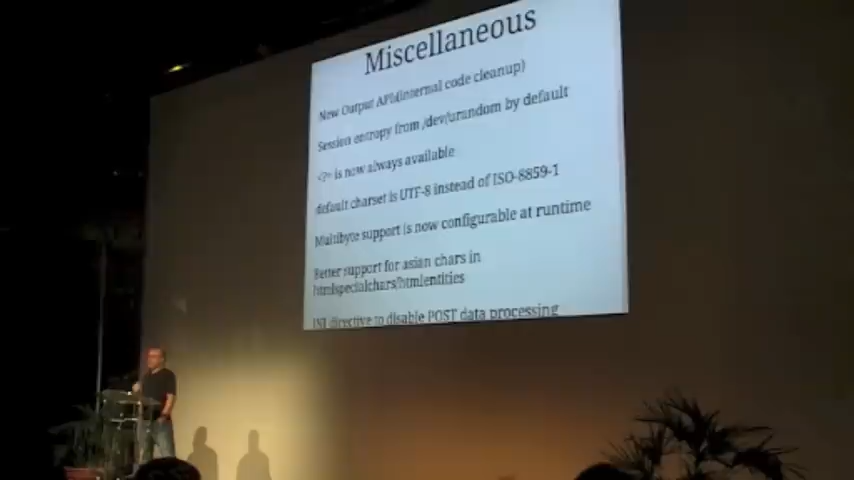 Miscellaneous
New Output API(internal code cleanup)
Session entropy from /dev/urandom by default
<?= is now always available
default charset is UTF-8 instead of ISO-8859-1
Multibyte support is now configurable at runtime
Better support for asian chars in
htmlspecialchars/htmlentities
INI directive to disable POST data processing